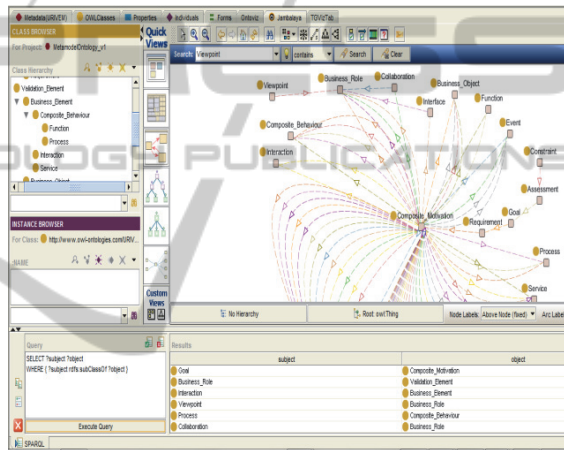 Metadata(URIVEM) OWLClasses Properties Individuals Forms Ontoviz Jambalaya TGVizTab
CLASS BROWSER
For Project: MetamodelOntology_v1
Class Hierarchy
Validation_Element
Business_Element
Composite_Behaviour
Function
Process
Interaction
Service
Business_Object
INSTANCE BROWSER
For Class: http://www.owl-ontologies.com/URIV...
Quick
Views
Custom
Views
Search: Viewpoint contains Search Clear
Viewpoint
Business_Role
Collaboration
Business_Object
Interface
Function
Composite_Behaviour
Event
Interaction
Constraint
Assessment
Composite_Motivation
Goal
Requirement
Process
Service
No Hierarchy Root: owl:Thing Node Labels: Above Node (fixed) Arc Label
Query
SELECT ?subject ?object
WHERE { ?subject rdfs:subClassOf ?object }
Execute Query
SPARQL
Results
subject object
Goal Composite_Motivation
Business_Role Validation_Element
Interaction Business_Element
Viewpoint Business_Role
Process Composite_Behaviour
Collaboration Business_Role
PUBLICATIONS